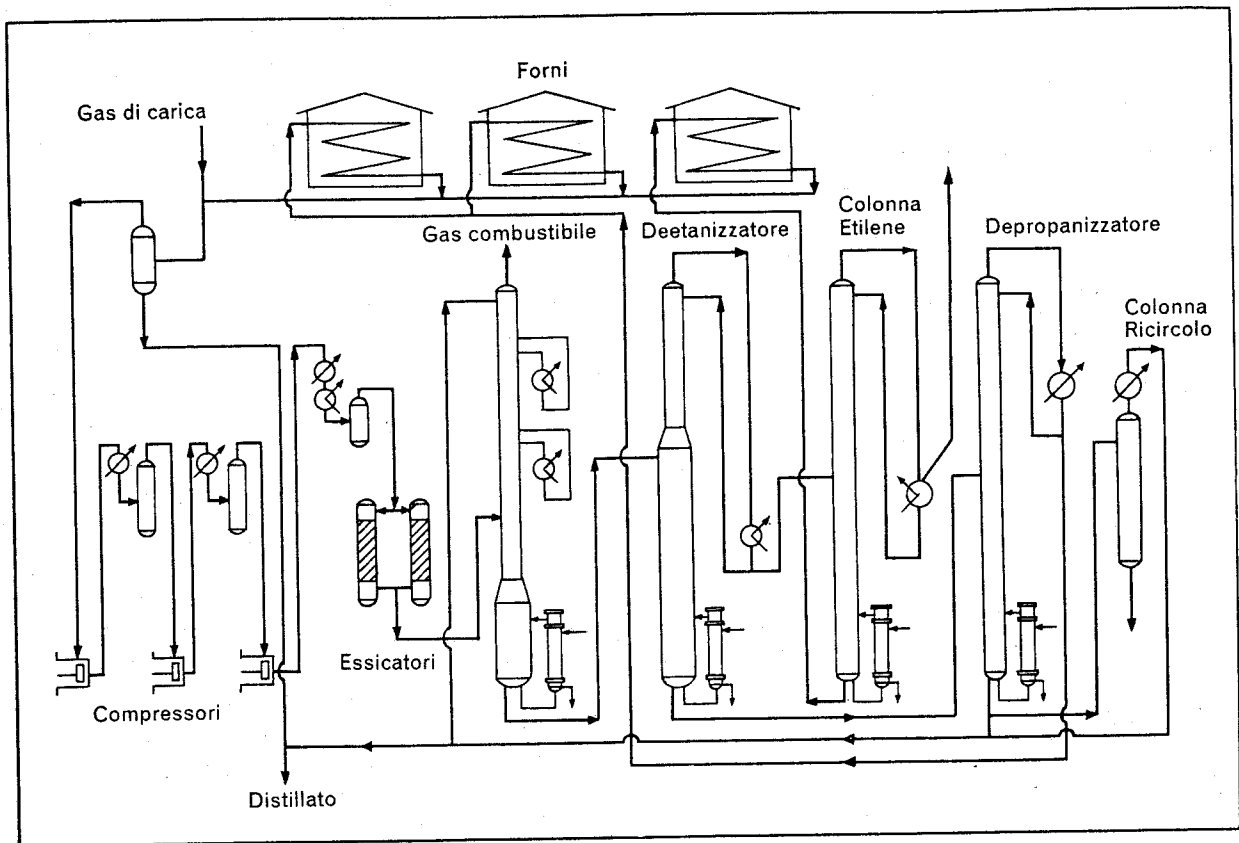 Forni
Gas di carica
Gas combustibile
Deetanizzatore
Colonna
Etilene
Depropanizzatore
Colonna
Ricircolo
Essicatori
Compressori
Distillato